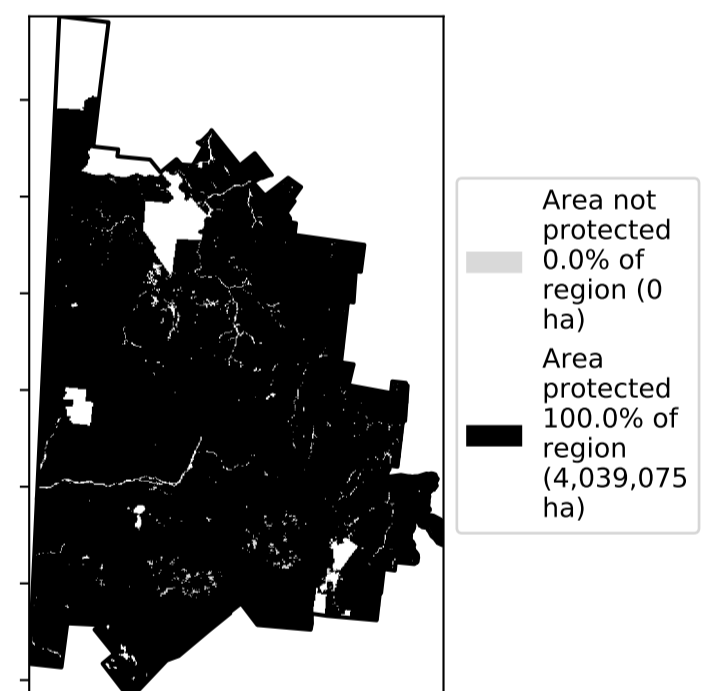 Area not
protected
0.0% of
region (0
ha)
Area
protected
100.0% of
region
(4,039,075
ha)